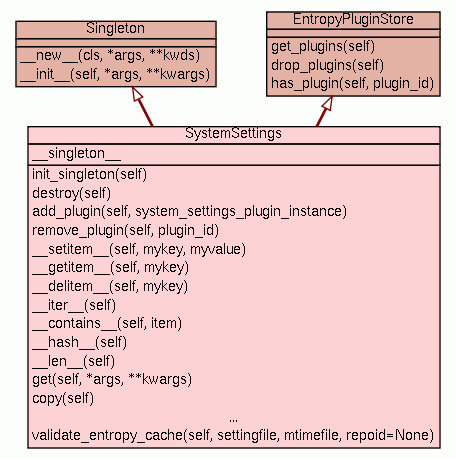 Singleton
__new__(cls, *args, **kwds)
__init__(self, *args, **kwargs)
EntropyPluginStore
get_plugins(self)
drop_plugins(self)
has_plugin(self, plugin_id)
SystemSettings
__singleton__
init_singleton(self)
destroy(self)
add_plugin(self, system_settings_plugin_instance)
remove_plugin(self, plugin_id)
__setitem__(self, mykey, myvalue)
__getitem__(self, mykey)
__delitem__(self, mykey)
__iter__(self)
__contains__(self, item)
__hash__(self)
__len__(self)
get(self, *args, **kwargs)
copy(self)
...
validate_entropy_cache(self, settingfile, mtimefile, repoid=None)